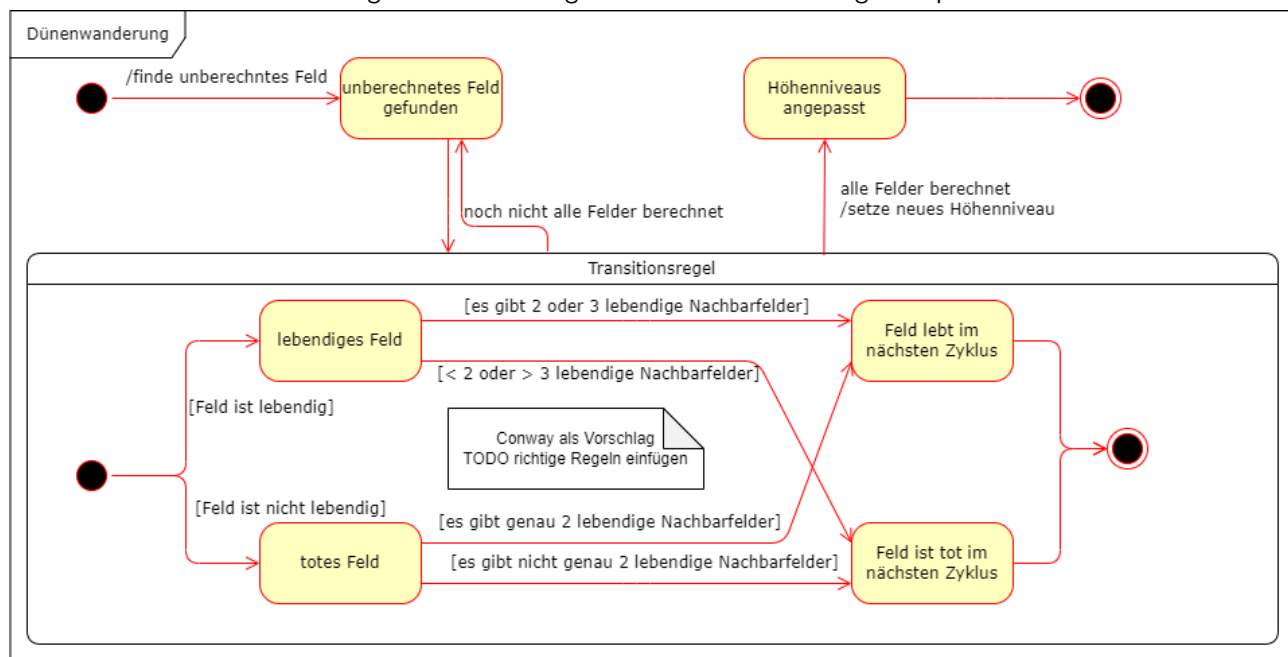 Dünenwanderung
/finde unberechntes Feld
unberechnetes Feld
gefunden
Höhenniveaus
angepasst
noch nicht alle Felder berechnet
alle Felder berechnet
/setze neues Höhenniveau
Transitionsregel
[es gibt 2 oder 3 lebendige Nachbarfelder]
lebendiges Feld
Feld lebt im
nächsten Zyklus
[< 2 oder > 3 lebendige Nachbarfelder]
[Feld ist lebendig]
Conway als Vorschlag
TODO richtige Regeln einfügen
[Feld ist nicht lebendig]
[es gibt genau 2 lebendige Nachbarfelder]
totes Feld
[es gibt nicht genau 2 lebendige Nachbarfelder]
Feld ist tot im
nächsten Zyklus